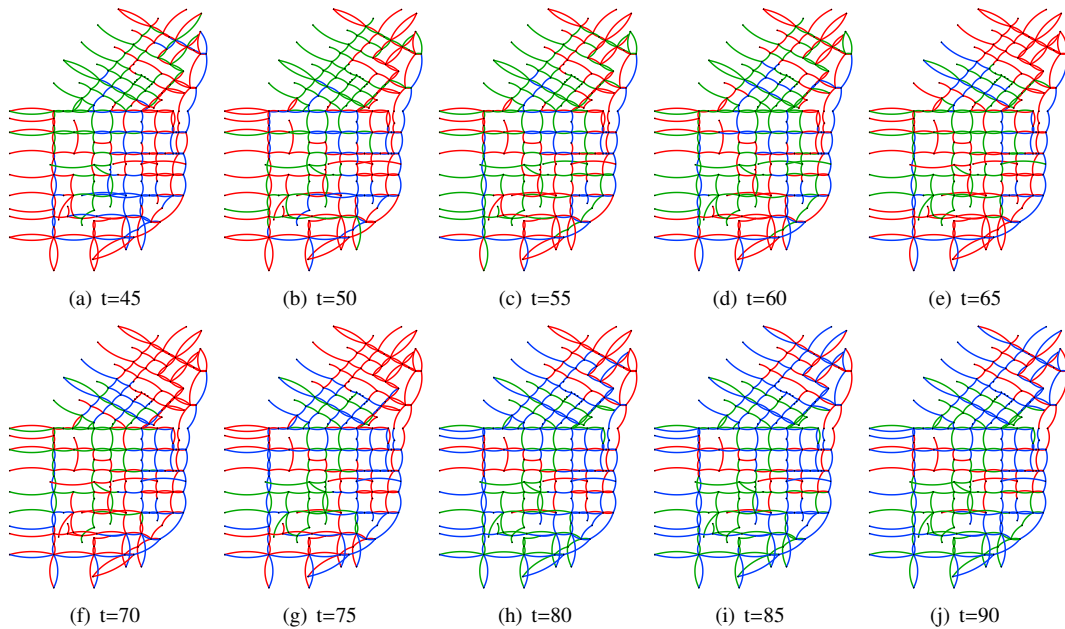 (a) t=45
(b) t=50
(c) t=55
(d) t=60
(e) t=65
(f) t=70
(g) t=75
(h) t=80
(i) t=85
(j) t=90